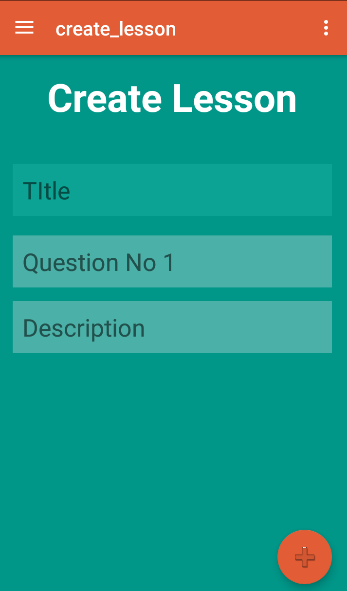 create_lesson
Create Lesson
TItle
Question No 1
Description